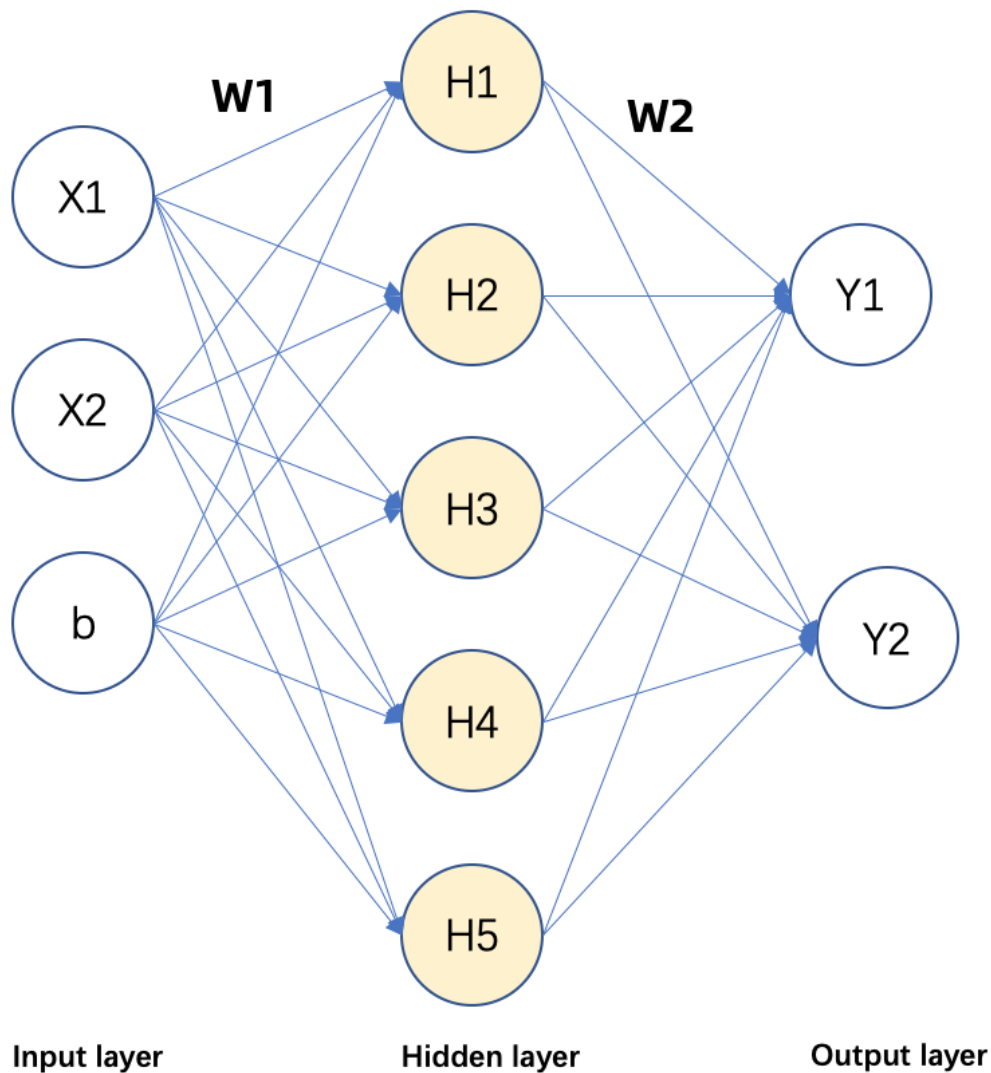 W1
W2
X1
X2
b
H1
H2
H3
H4
H5
Y1
Y2
Input layer
Hidden layer
Output layer